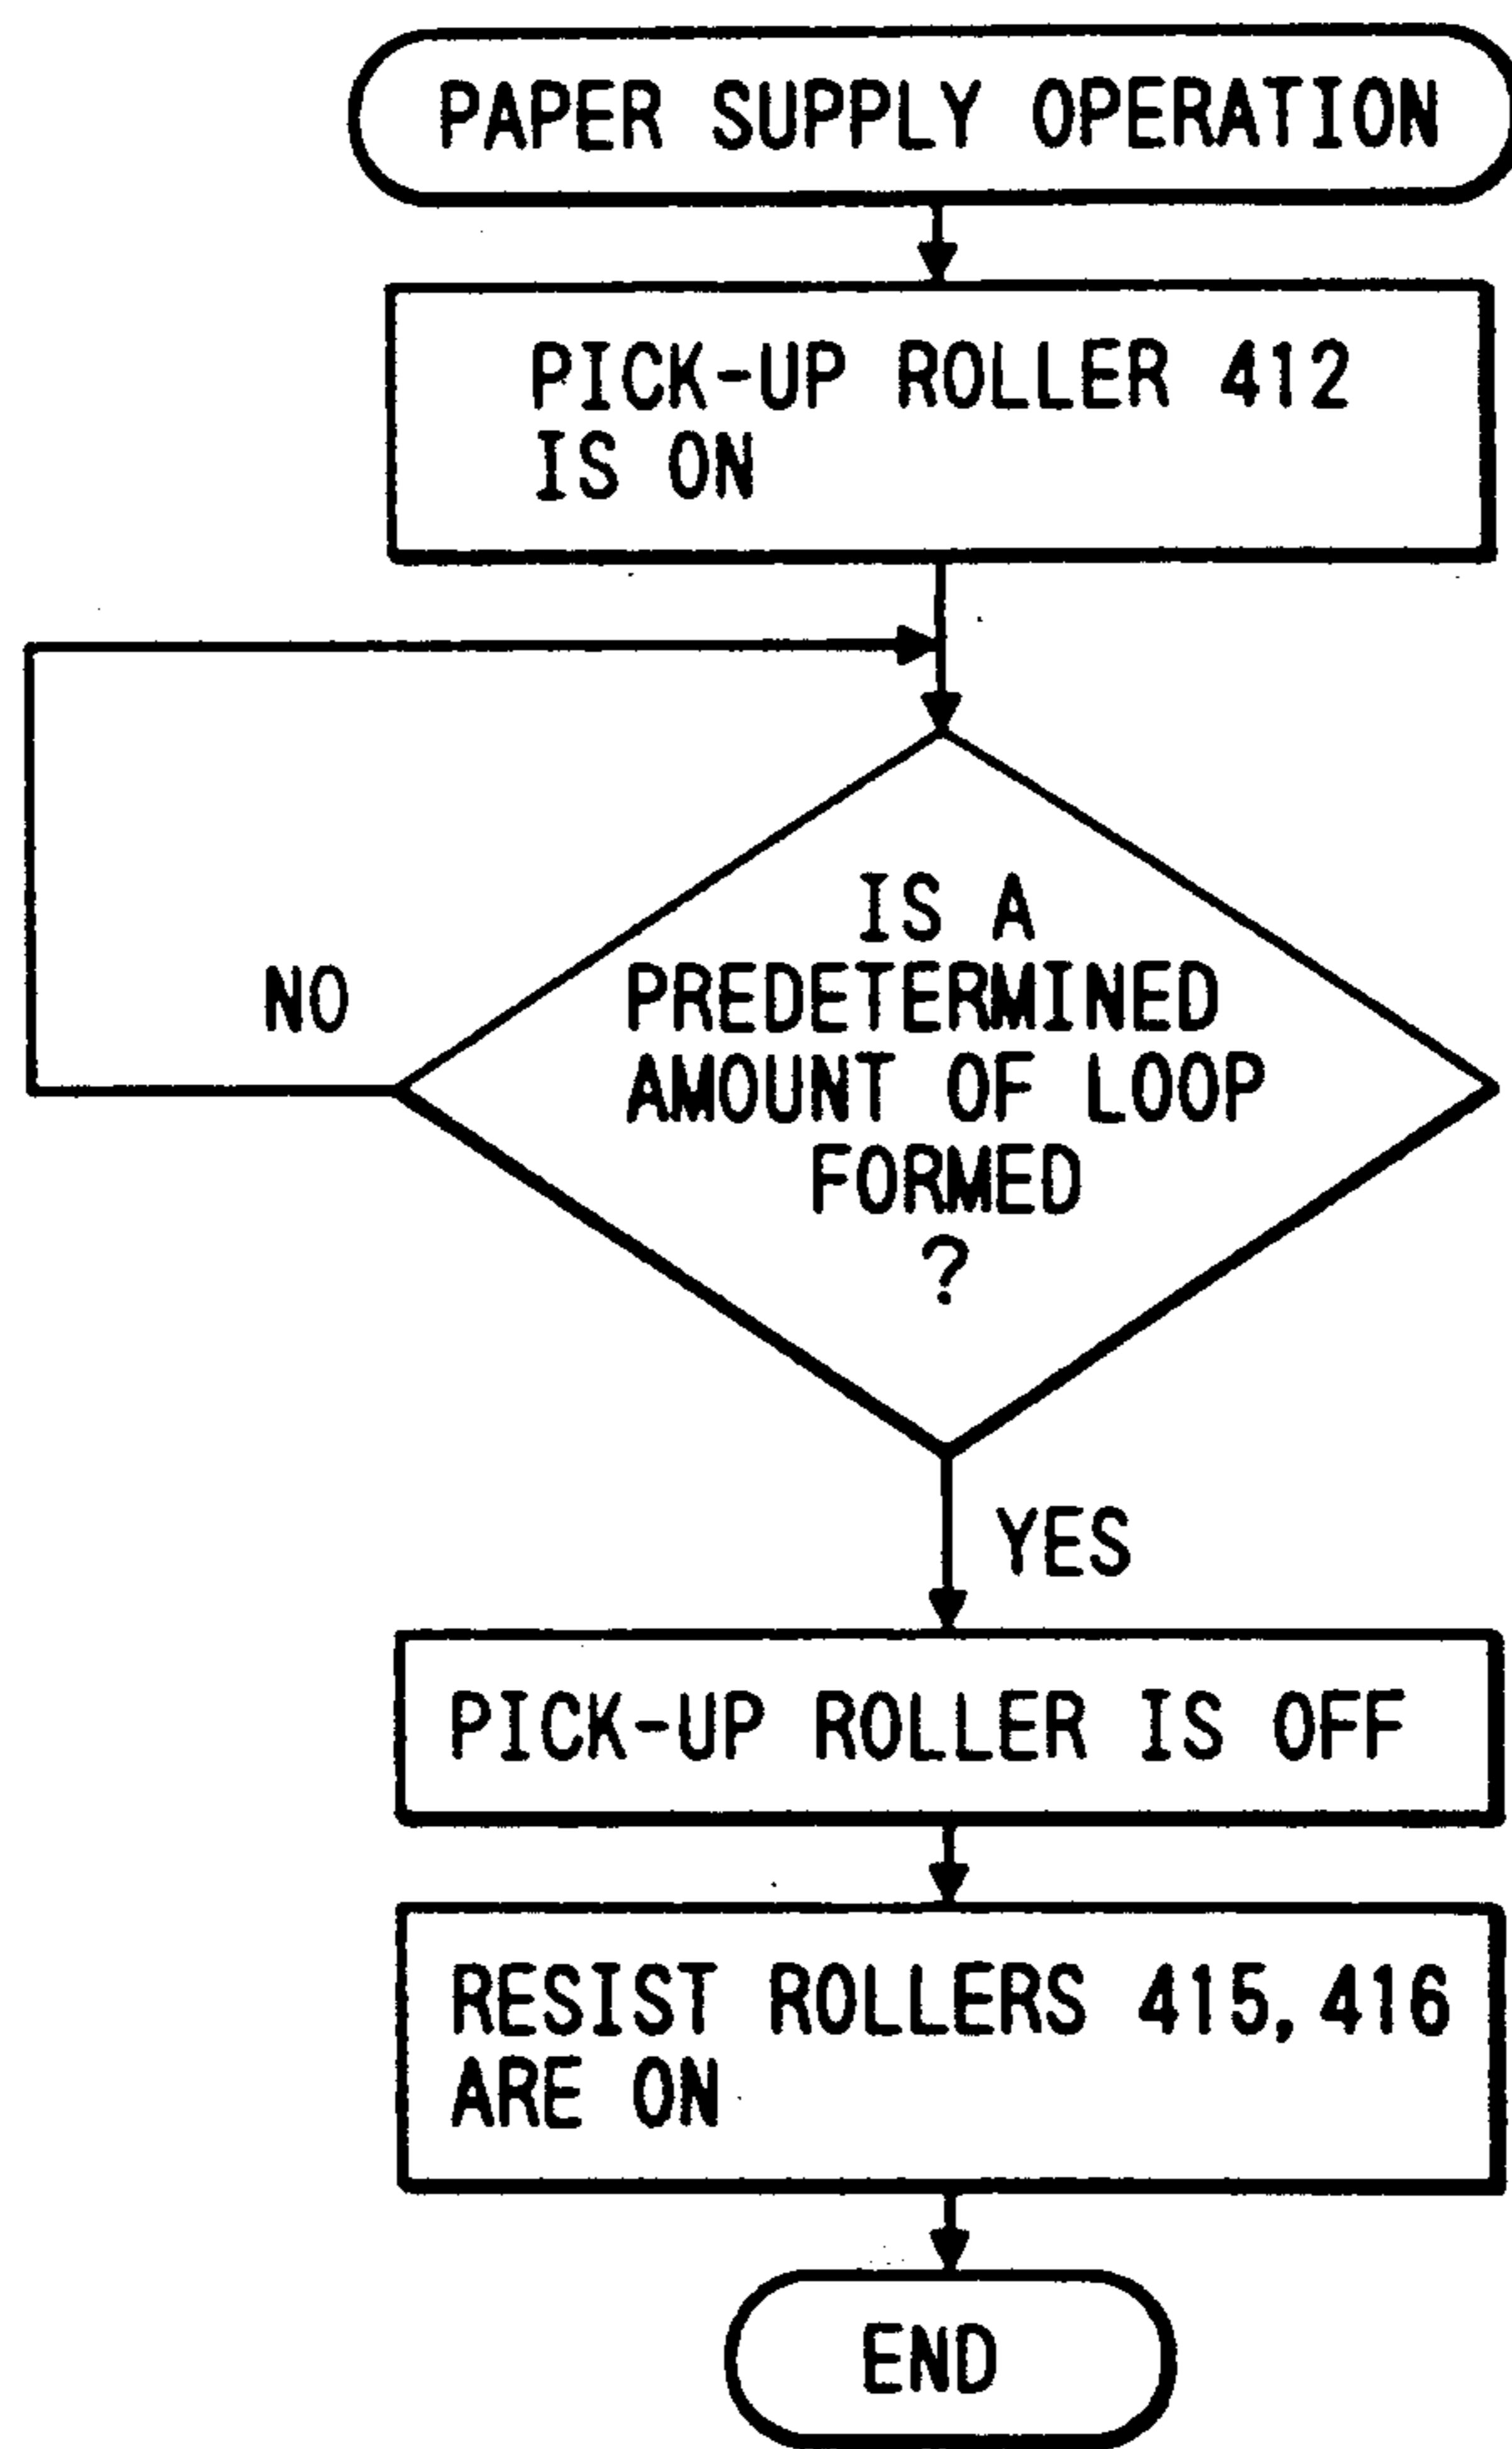 PAPER SUPPLY OPERATION
PICK-UP ROLLER 412
IS ON
IS A
PREDETERMINED
AMOUNT OF LOOP
FORMED
?
NO
YES
PICK-UP ROLLER IS OFF
RESIST ROLLERS 415, 416
ARE ON
END